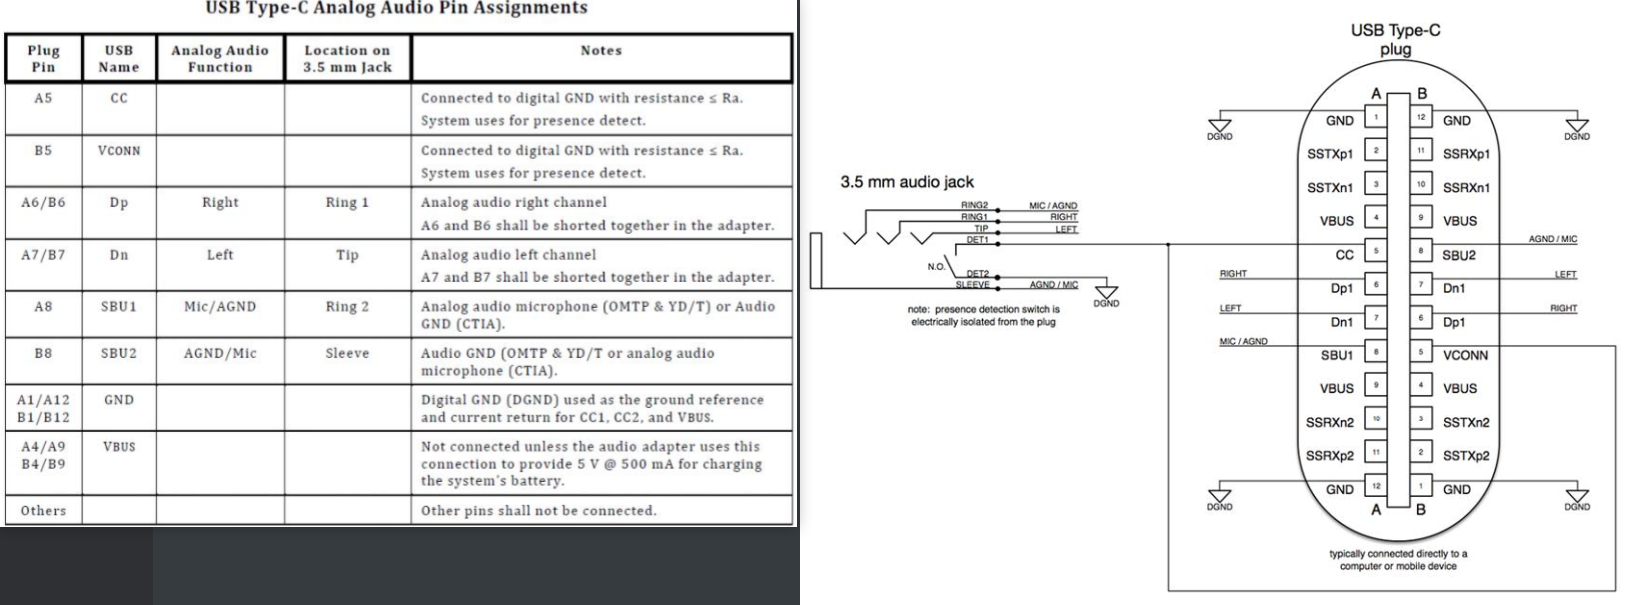 USB Type-C Analog Audio Pin Assignments
Plug Pin | USB Name | Analog Audio Function | Location on 3.5 mm Jack | Notes
A5 | CC | Connected to digital GND with resistance ≤ Ra.
System uses for presence detect.
B5 | VCONN | Connected to digital GND with resistance ≤ Ra.
System uses for presence detect.
A6/B6 | Dp | Right | Ring 1 | Analog audio right channel
A6 and B6 shall be shorted together in the adapter.
A7/B7 | Dn | Left | Tip | Analog audio left channel
A7 and B7 shall be shorted together in the adapter.
A8 | SBU1 | Mic/AGND | Ring 2 | Analog audio microphone (OMTP & YD/T) or Audio
GND (CTIA).
B8 | SBU2 | AGND/Mic | Sleeve | Audio GND (OMTP & YD/T or analog audio
microphone (CTIA).
A1/A12 | GND | Digital GND (DGND) used as the ground reference
B1/B12 | and current return for CC1, CC2, and VBUS.
A4/A9 | VBUS | Not connected unless the audio adapter uses this
B4/B9 | connection to provide 5 V @ 500 mA for charging
the system's battery.
Others | Other pins shall not be connected.
3.5 mm audio jack
RING2 MIC / AGND
RING1 RIGHT
TIP LEFT
DET1
N.O.
DET2
SLEEVE AGND / MIC
DGND
note: presence detection switch is
electrically isolated from the plug
USB Type-C
plug
A B
GND 1 12 GND
DGND DGND
SSTXp1 2 11 SSRXp1
SSTXn1 3 10 SSRXn1
VBUS 4 9 VBUS
AGND / MIC
CC 5 8 SBU2
RIGHT LEFT
Dp1 6 7 Dn1
LEFT RIGHT
Dn1 7 6 Dp1
MIC / AGND
SBU1 8 5 VCONN
VBUS 9 4 VBUS
SSRXn2 10 3 SSTXn2
SSRXp2 11 2 SSTXp2
GND 12 1 GND
DGND DGND
A B
typically connected directly to a
computer or mobile device